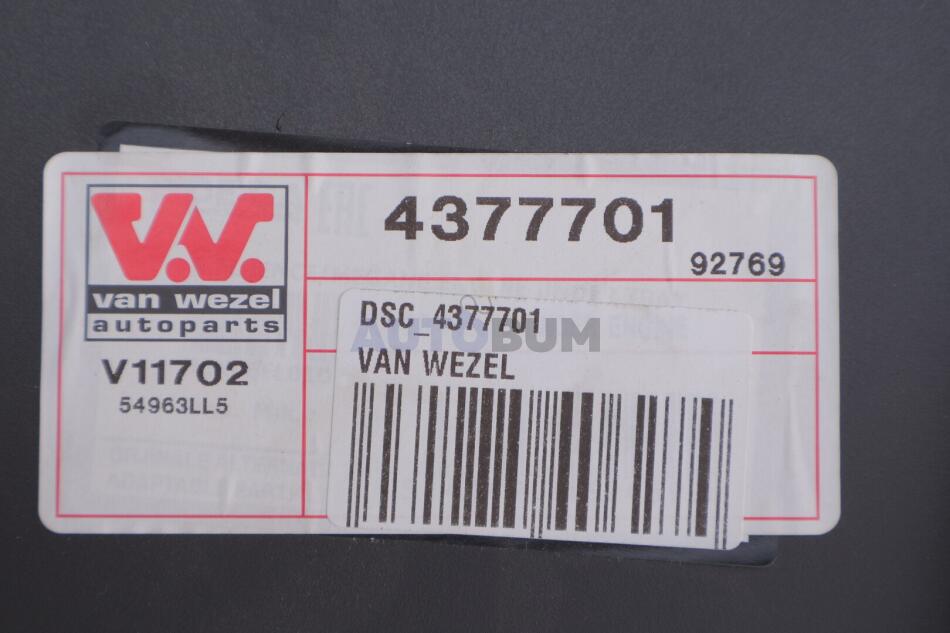 V.V.
van wezel
autoparts
V11702
54963LL5
4377701
92769
DSC_4377701
AUTOBUM
VAN WEZEL